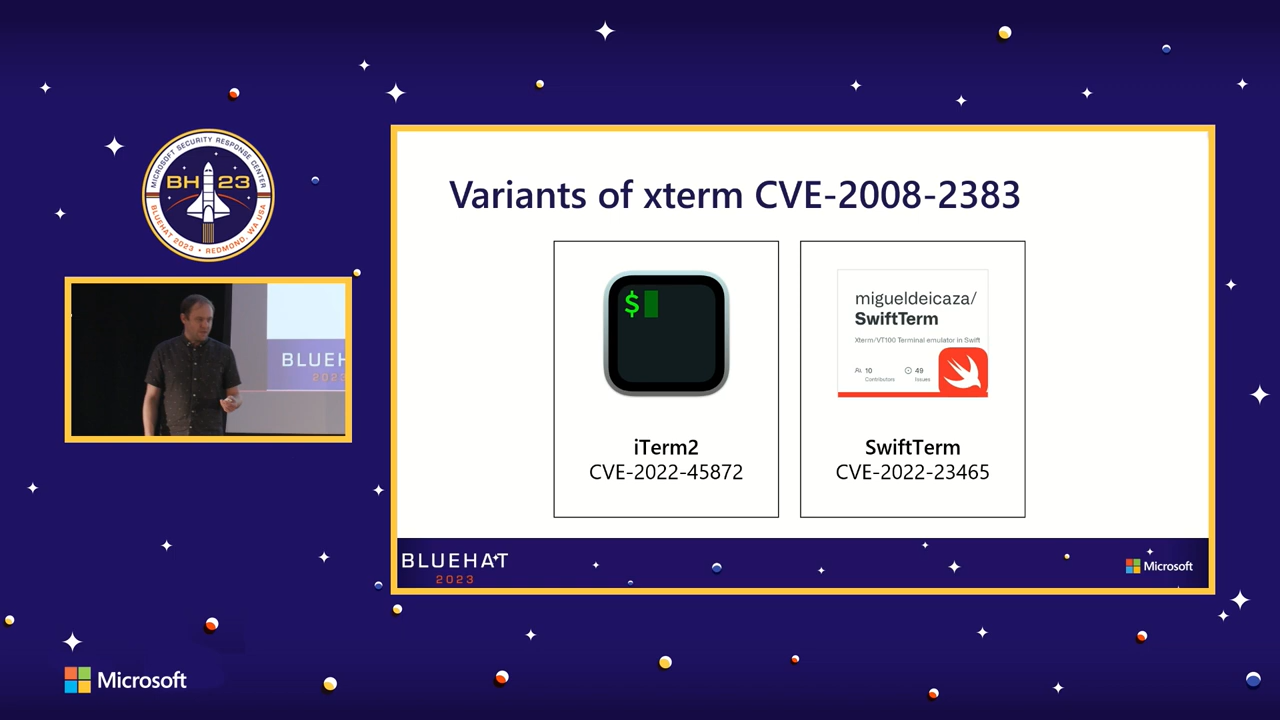 MICROSOFT SECURITY RESPONSE CENTER
BH 23
BLUEHAT 2023 • REDMOND, WA USA
BLUEH
2023
Variants of xterm CVE-2008-2383
$
migueldeicaza/
SwiftTerm
Xterm/VT100 Terminal emulator in Swift
10
Contributors
49
Issues
iTerm2
CVE-2022-45872
SwiftTerm
CVE-2022-23465
BLUEHAT
2023
Microsoft
Microsoft